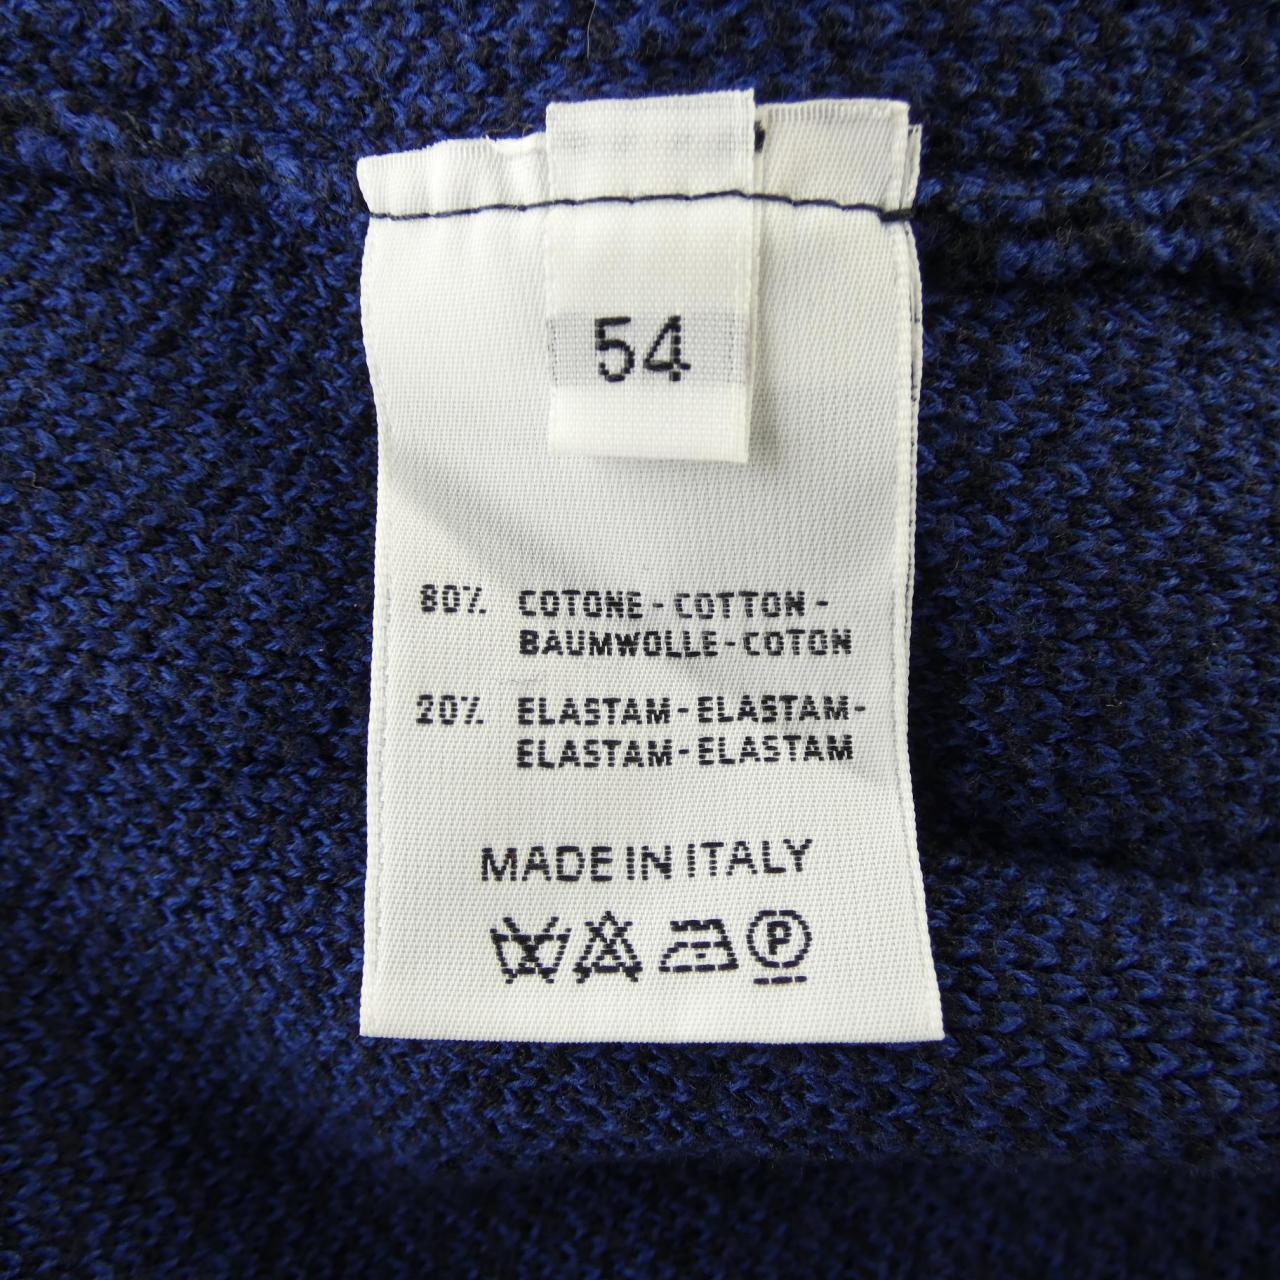 54
80% COTONE - COTTON -
BAUMWOLLE - COTON
20% ELASTAM - ELASTAM -
ELASTAM - ELASTAM
MADE IN ITALY
P